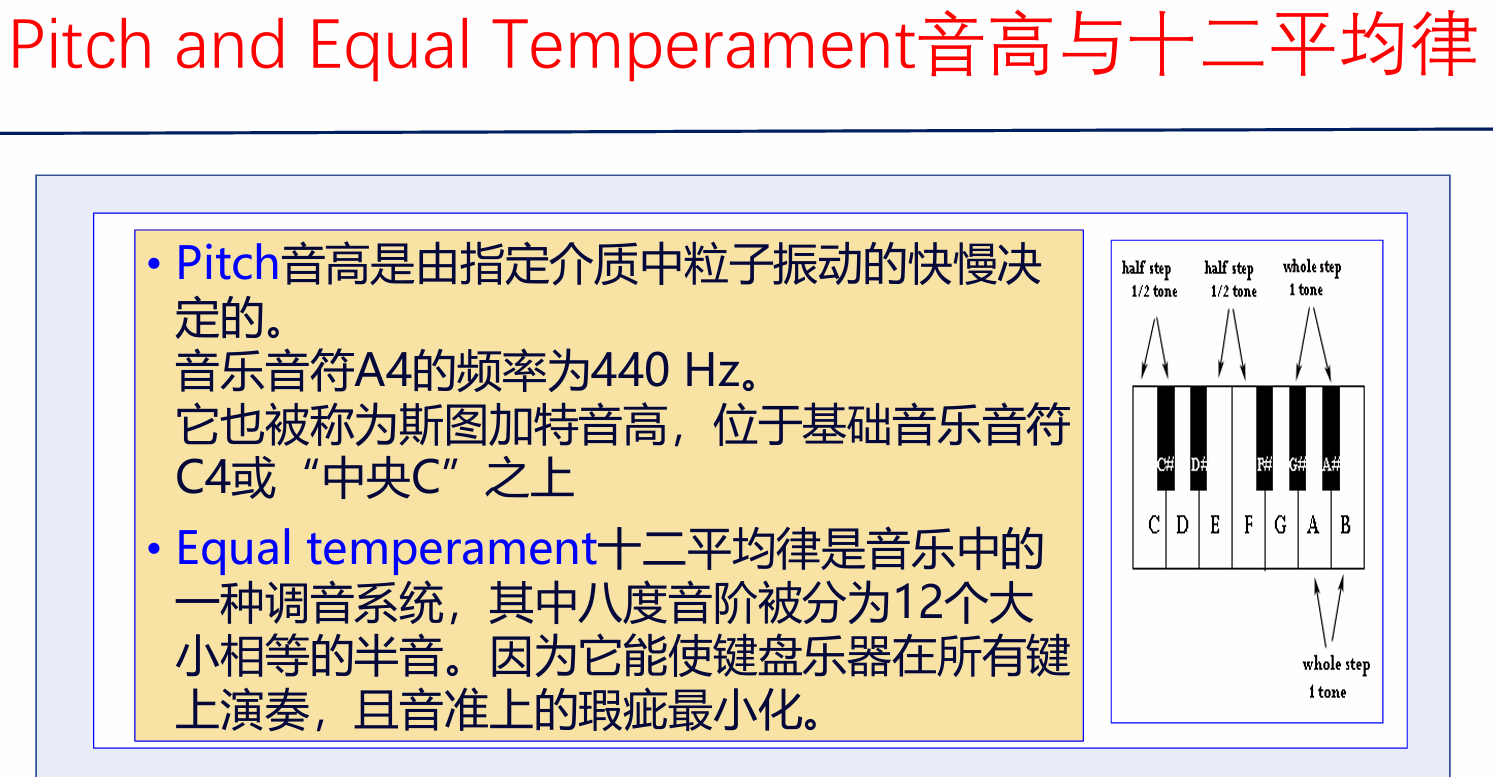 Pitch and Equal Temperament音高与十二平均律
• Pitch音高是由指定介质中粒子振动的快慢决
定的。
音乐音符A4的频率为440 Hz。
它也被称为斯图加特音高，位于基础音乐音符
C4或“中央C”之上
• Equal temperament十二平均律是音乐中的
一种调音系统，其中八度音阶被分为12个大
小相等的半音。因为它能使键盘乐器在所有键
上演奏，且音准上的瑕疵最小化。
half step
1/2 tone
half step
1/2 tone
whole step
1 tone
C# D# F# G# A#
C D E F G A B
whole step
1 tone